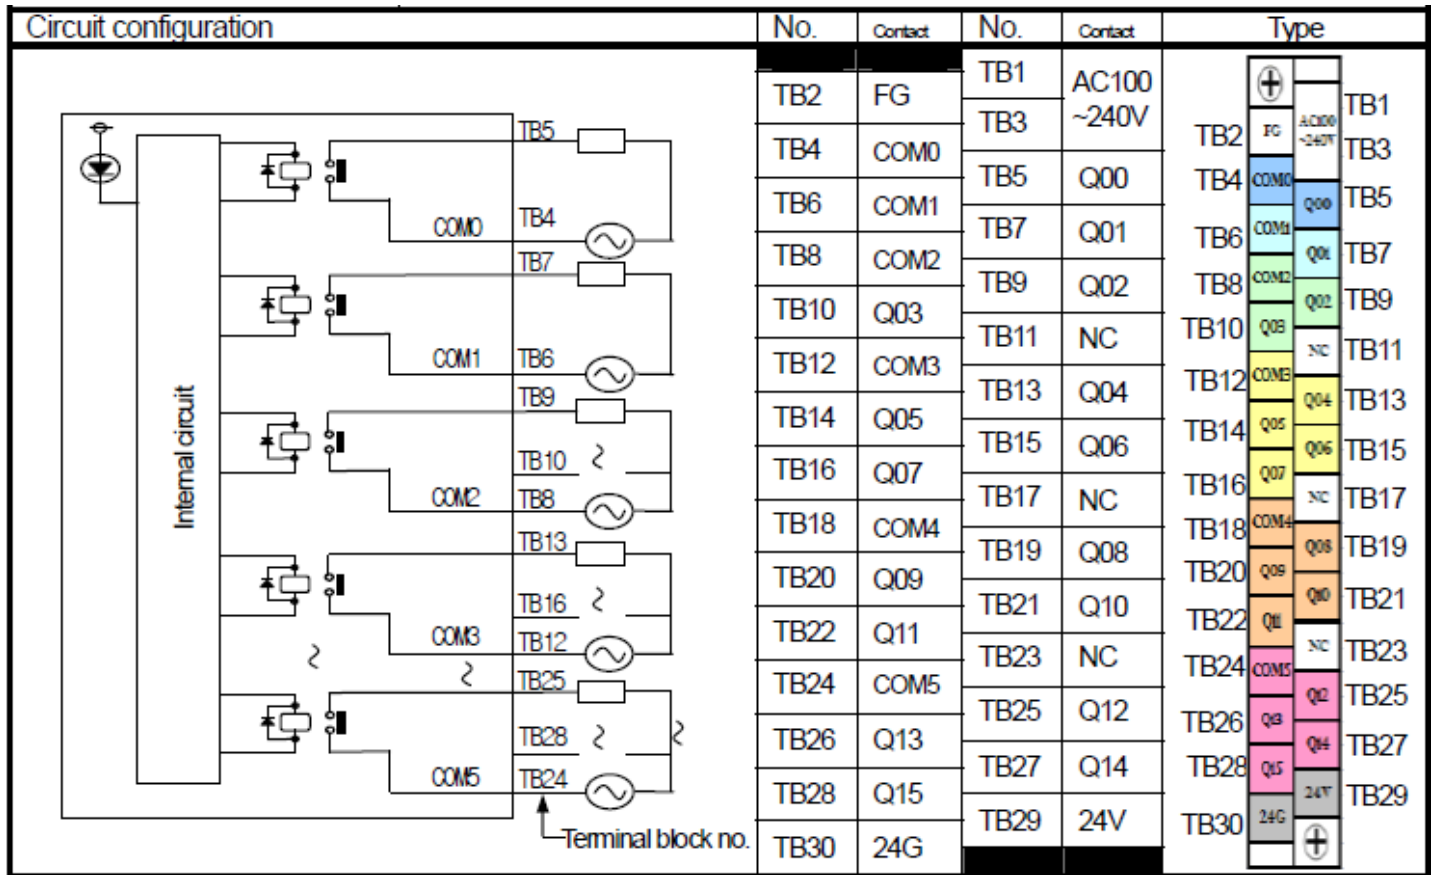 Circuit configuration
No. Contact No. Contact Type
TB5
TB4
COM0
TB7
COM1 TB6
TB9
TB10
COM2 TB8
TB13
TB16
COM3 TB12
TB25
TB28
COM5 TB24
Internal circuit
Terminal block no.
TB2 FG
TB4 COM0
TB6 COM1
TB8 COM2
TB10 Q03
TB12 COM3
TB14 Q05
TB16 Q07
TB18 COM4
TB20 Q09
TB22 Q11
TB24 COM5
TB26 Q13
TB28 Q15
TB30 24G
TB1 AC100
TB3 ~240V
TB5 Q00
TB7 Q01
TB9 Q02
TB11 NC
TB13 Q04
TB15 Q06
TB17 NC
TB19 Q08
TB21 Q10
TB23 NC
TB25 Q12
TB27 Q14
TB29 24V
TB2 FG
TB4 COM0
TB6 COM1
TB8 COM2
TB10 Q03
TB12 COM3
TB14 Q05
TB16 Q07
TB18 COM4
TB20 Q09
TB22 Q11
TB24 COM5
TB26 Q13
TB28 Q15
TB30 24G
AC100 TB1
~240V TB3
Q00 TB5
Q01 TB7
Q02 TB9
NC TB11
Q04 TB13
Q06 TB15
NC TB17
Q08 TB19
Q10 TB21
NC TB23
Q12 TB25
Q14 TB27
24V TB29